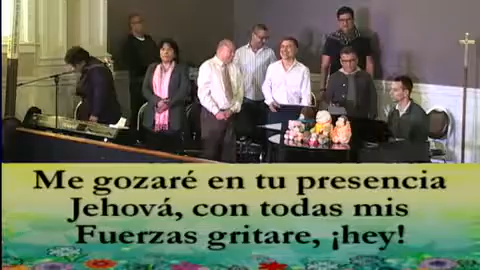 Me gozaré en tu presencia
Jehová, con todas mis
Fuerzas gritare, ¡hey!